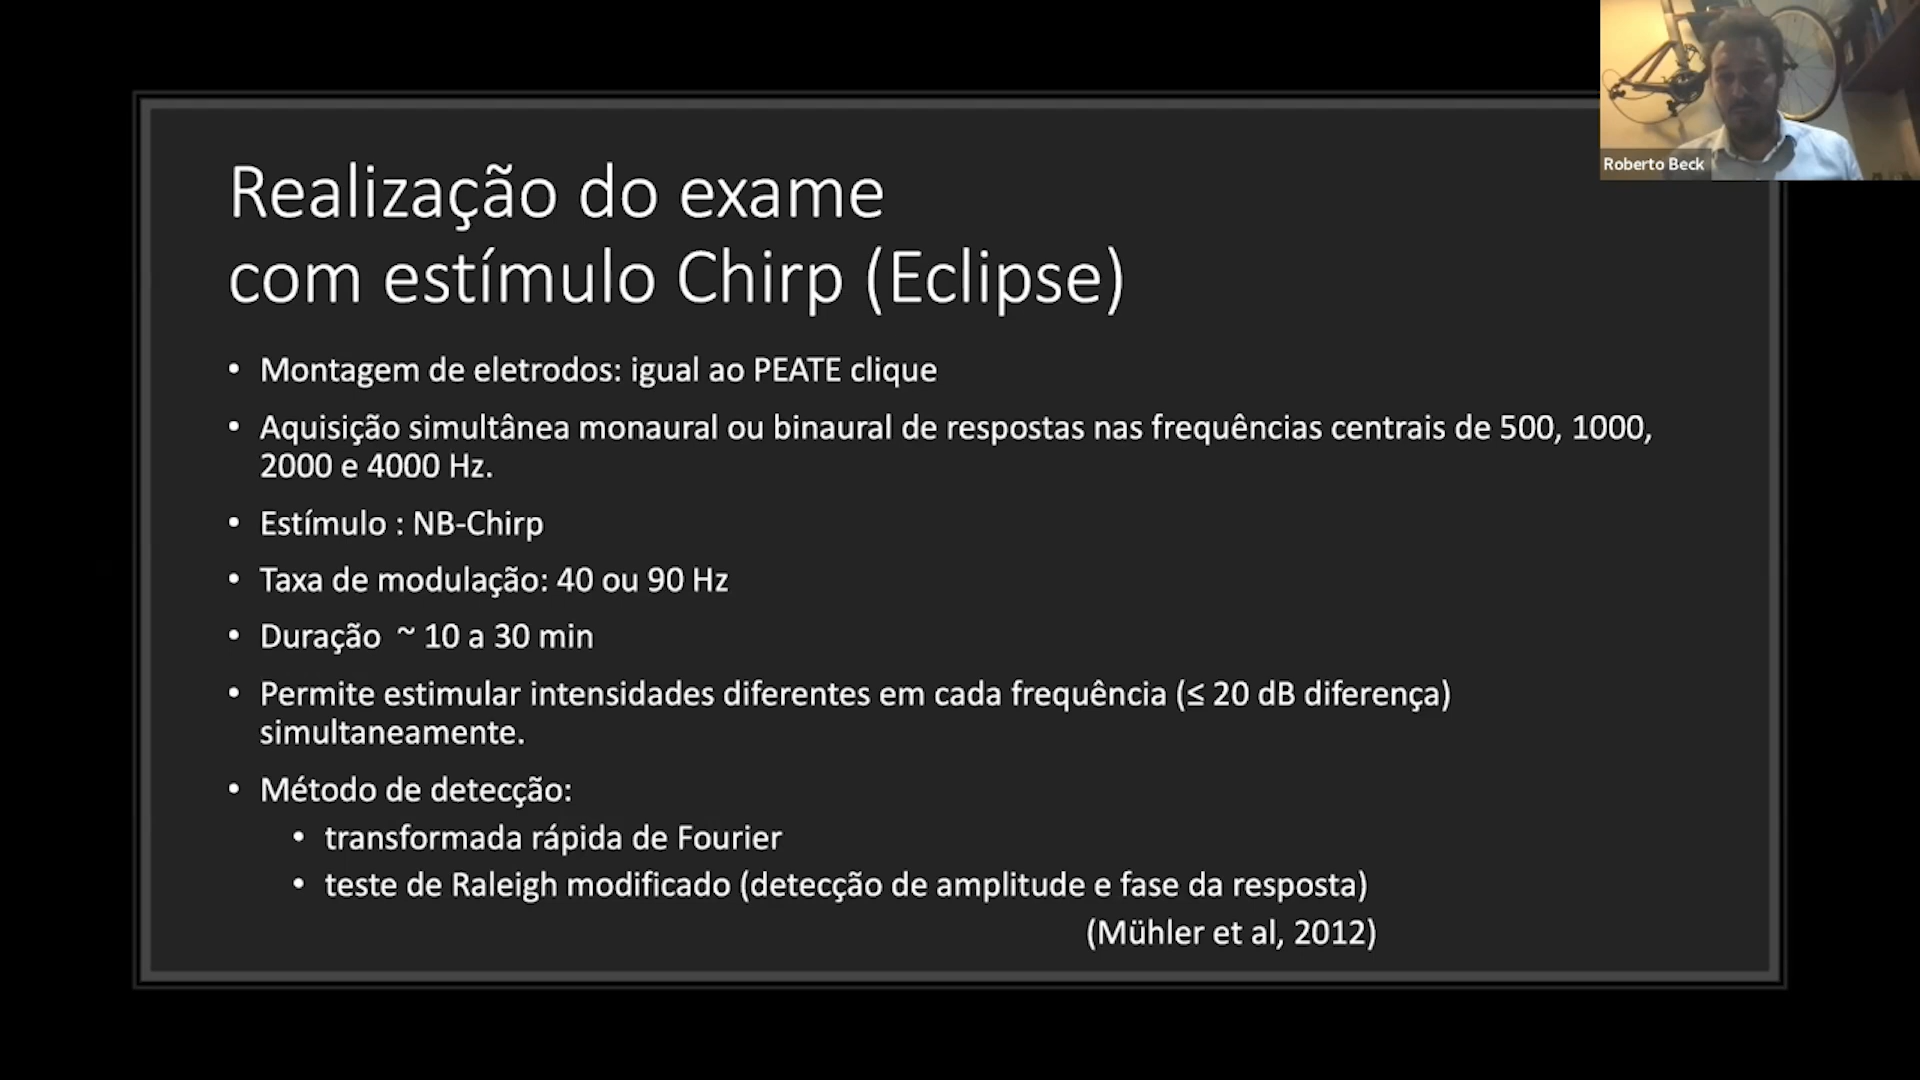 Roberto Beck
Realização do exame
com estímulo Chirp (Eclipse)
• Montagem de eletrodos: igual ao PEATE clique
• Aquisição simultânea monaural ou binaural de respostas nas frequências centrais de 500, 1000,
2000 e 4000 Hz.
• Estímulo : NB-Chirp
• Taxa de modulação: 40 ou 90 Hz
• Duração ~ 10 a 30 min
• Permite estimular intensidades diferentes em cada frequência (≤ 20 dB diferença)
simultaneamente.
• Método de detecção:
• transformada rápida de Fourier
• teste de Raleigh modificado (detecção de amplitude e fase da resposta)
(Mühler et al, 2012)